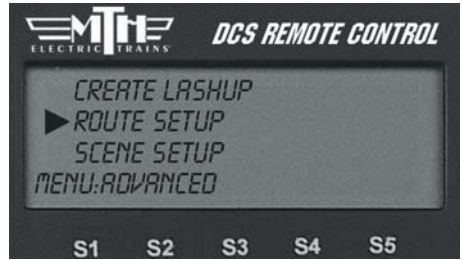 MTH
ELECTRIC TRAINS
DCS REMOTE CONTROL
CREATE LASHUP
ROUTE SETUP
SCENE SETUP
MENU:ADVANCED
S1 S2 S3 S4 S5